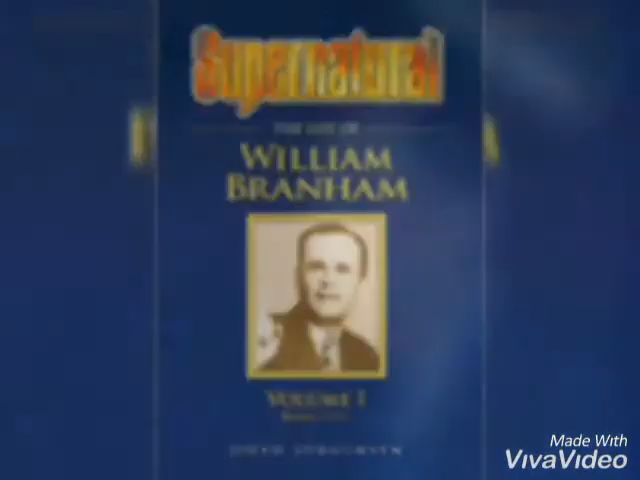 Supernatural
THE LIFE OF
WILLIAM
BRANHAM
VOLUME I
Made With
VivaVideo